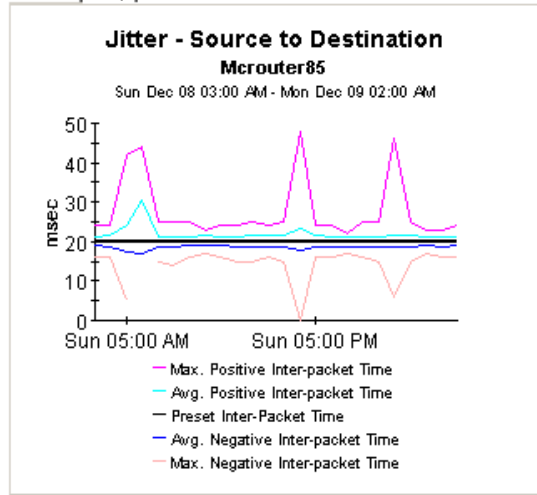 Jitter - Source to Destination
Mcrouter85
Sun Dec 08 03:00 AM - Mon Dec 09 02:00 AM
50
40
30
20
10
0
msec
Sun 05:00 AM Sun 05:00 PM
Max. Positive Inter-packet Time
Avg. Positive Inter-packet Time
Preset Inter-Packet Time
Avg. Negative Inter-packet Time
Max. Negative Inter-packet Time